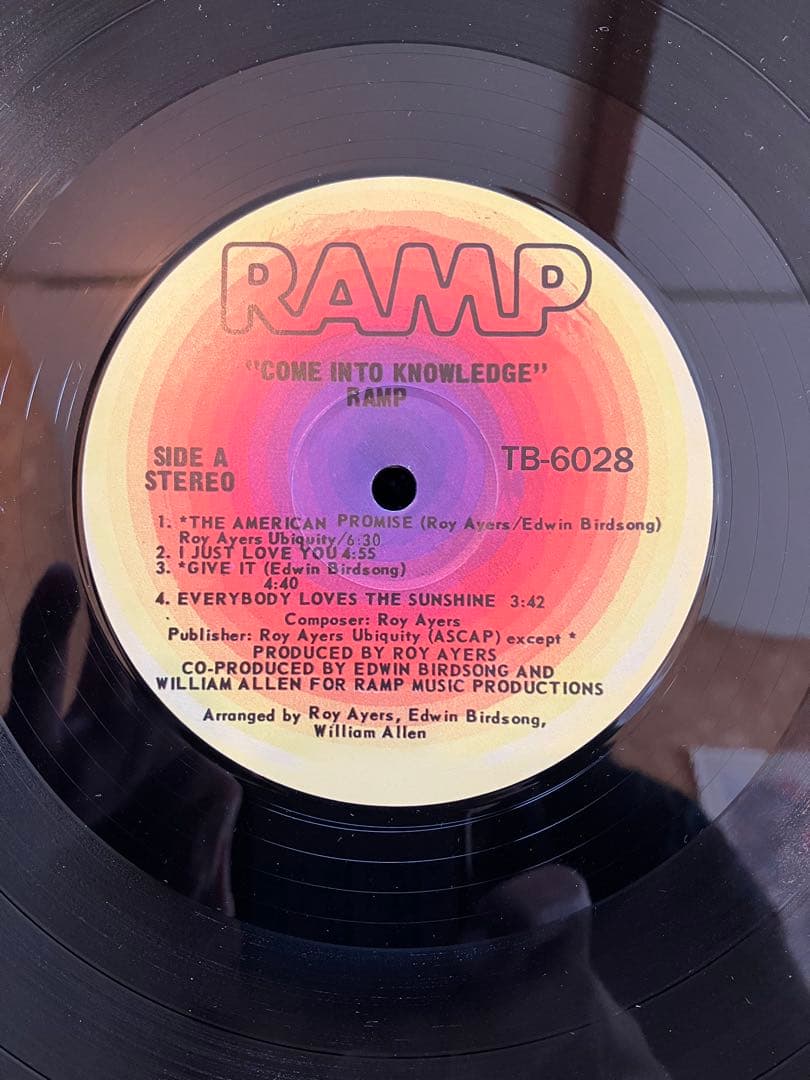 RAMP
"COME INTO KNOWLEDGE"
RAMP
SIDE A
STEREO
TB-6028
1. *THE AMERICAN PROMISE (Roy Ayers/Edwin Birdsong)
Roy Ayers Ubiquity/6:30
2. I JUST LOVE YOU 4:55
3. *GIVE IT (Edwin Birdsong)
4:40
4. EVERYBODY LOVES THE SUNSHINE 3:42
Composer: Roy Ayers
Publisher: Roy Ayers Ubiquity (ASCAP) except *
PRODUCED BY ROY AYERS
CO-PRODUCED BY EDWIN BIRDSONG AND
WILLIAM ALLEN FOR RAMP MUSIC PRODUCTIONS
Arranged by Roy Ayers, Edwin Birdsong,
William Allen